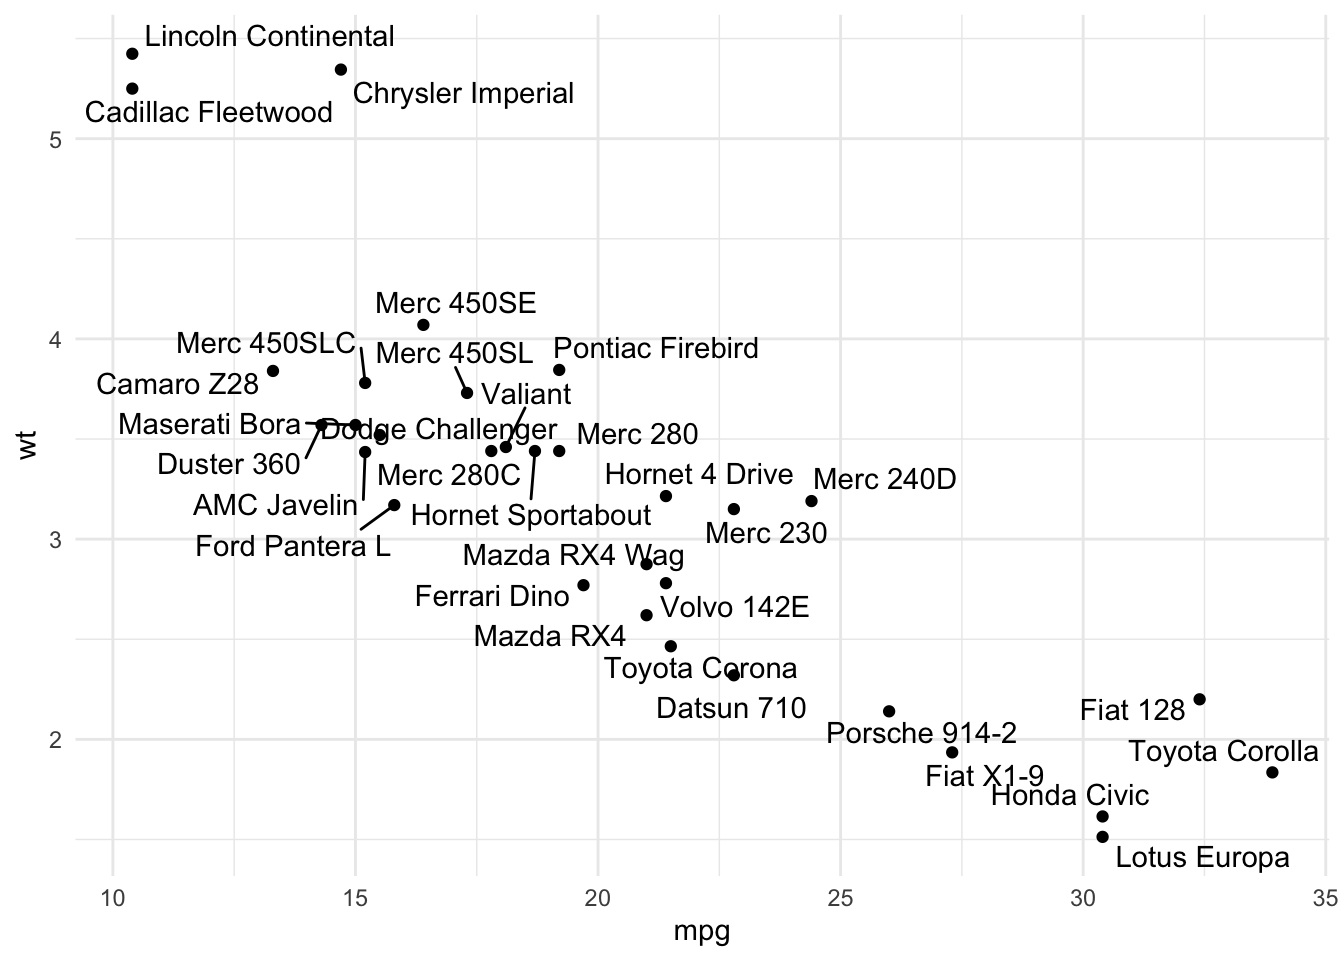 Lincoln Continental
Chrysler Imperial
Cadillac Fleetwood
5
Merc 450SE
4
Merc 450SLC
Merc 450SL
Pontiac Firebird
Camaro Z28
Valiant
Maserati Bora
Dodge Challenger
Merc 280
wt
Duster 360
Merc 280C
Hornet 4 Drive
Merc 240D
AMC Javelin
Hornet Sportabout
Merc 230
3
Ford Pantera L
Mazda RX4 Wag
Ferrari Dino
Volvo 142E
Mazda RX4
Toyota Corona
Datsun 710
Fiat 128
Porsche 914-2
2
Toyota Corolla
Fiat X1-9
Honda Civic
Lotus Europa
10 15 20 25 30 35
mpg